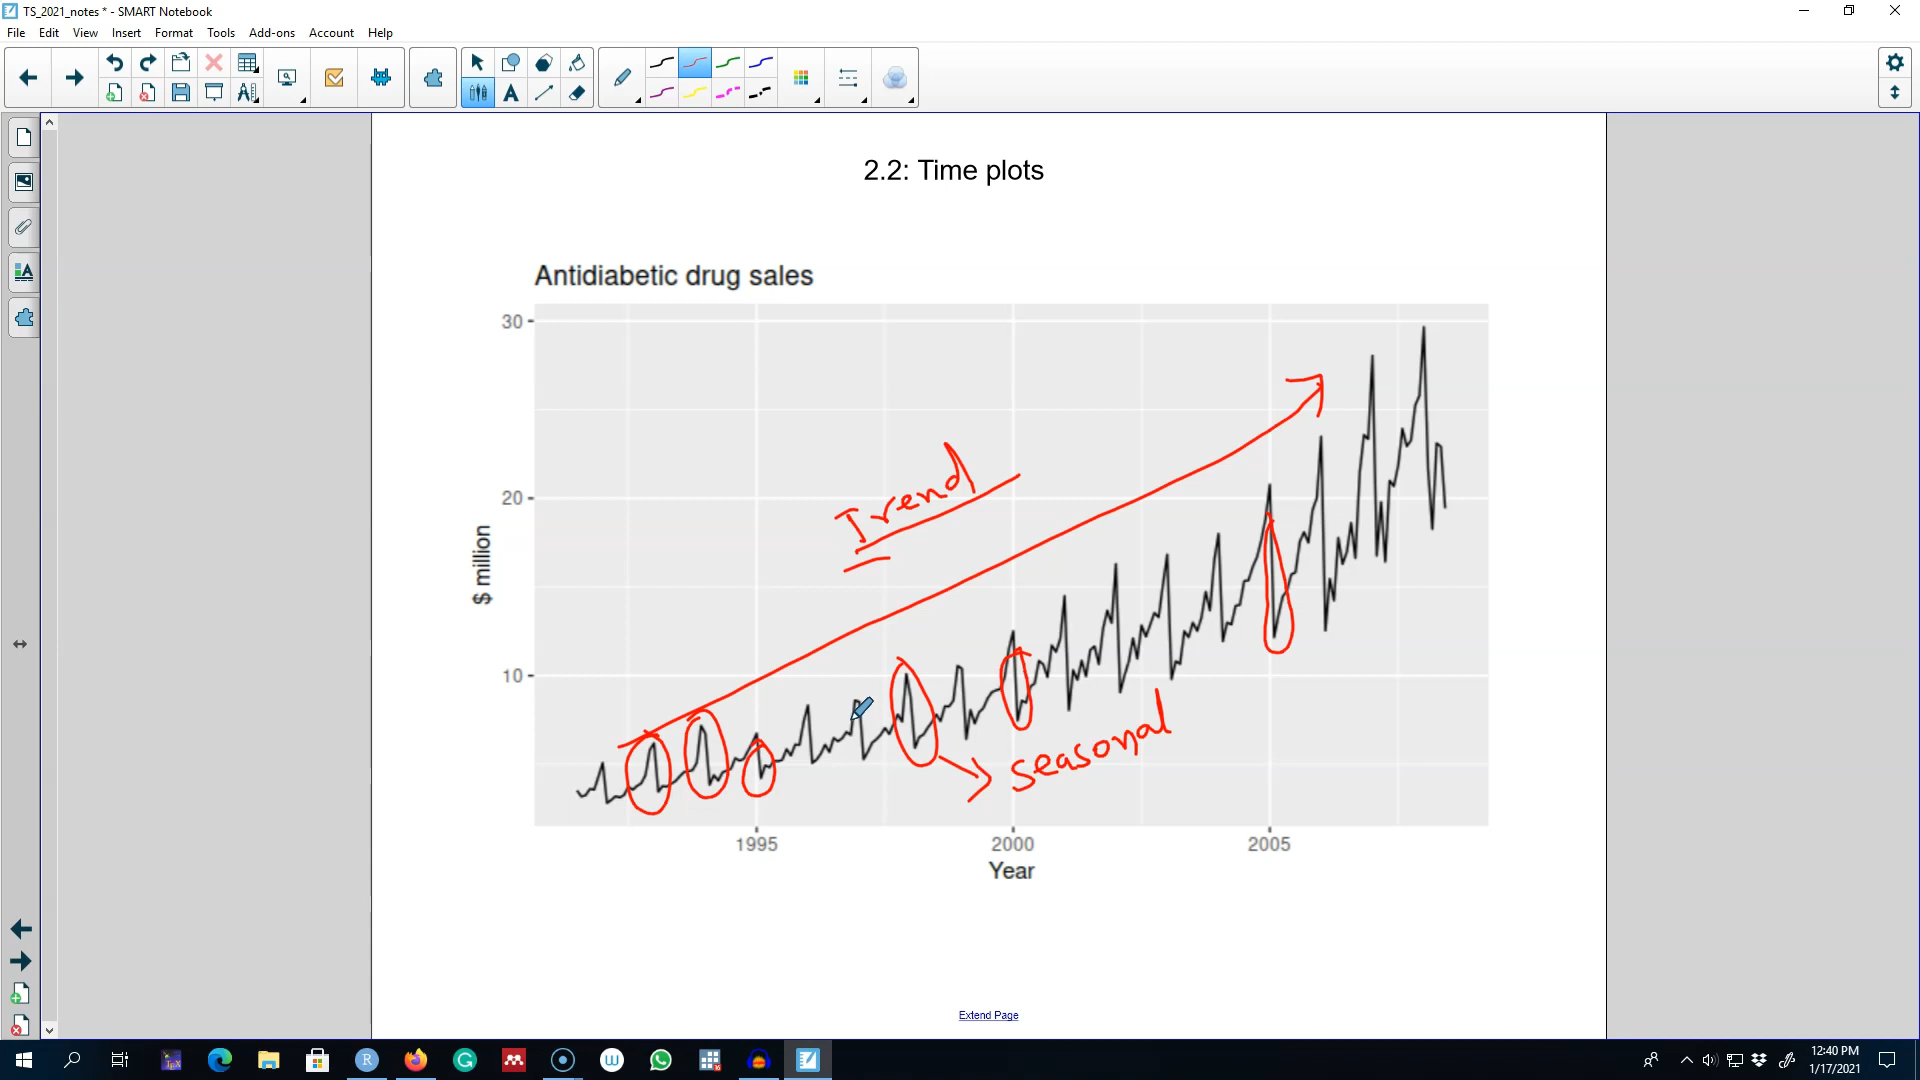 TS_2021_notes * - SMART Notebook
File Edit View Insert Format Tools Add-ons Account Help
2.2: Time plots
Antidiabetic drug sales
30
20
10
$ million
Trend
seasonal
1995 2000 2005
Year
Extend Page
12:40 PM
1/17/2021